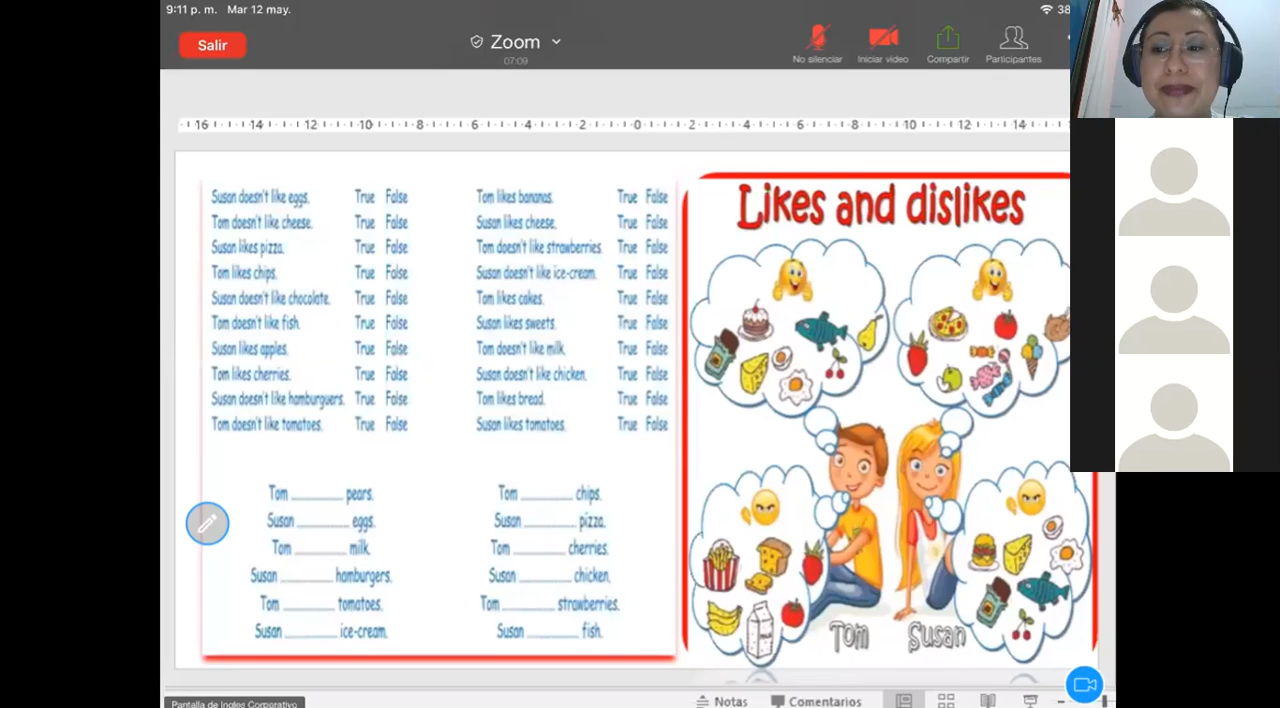 9:11 p. m. Mar 12 may.
38
Salir
Zoom
07:09
No silenciar
Iniciar video
Compartir
Participantes
16 14 12 10 8 6 4 2 0 2 4 6 8 10 12 14
Likes and dislikes
Susan doesn't like eggs. True False
Tom doesn't like cheese. True False
Susan likes pizza. True False
Tom likes chips. True False
Susan doesn't like chocolate. True False
Tom doesn't like fish. True False
Susan likes apples. True False
Tom likes cherries. True False
Susan doesn't like hamburguers. True False
Tom doesn't like tomatoes. True False
Tom likes bananas. True False
Susan likes cheese. True False
Tom doesn't like strawberries. True False
Susan doesn't like ice-cream. True False
Tom likes cakes. True False
Susan likes sweets. True False
Tom doesn't like milk. True False
Susan doesn't like chicken. True False
Tom likes bread. True False
Susan likes tomatoes. True False
Tom ________ pears.
Susan ________ eggs.
Tom ________ milk.
Susan ________ hamburgers.
Tom ________ tomatoes.
Susan ________ ice-cream.
Tom ________ chips.
Susan ________ pizza.
Tom ________ cherries.
Susan ________ chicken.
Tom ________ strawberries.
Susan ________ fish.
Tom
Susan
Pantalla de Ingles Corporativo
Notas
Comentarios